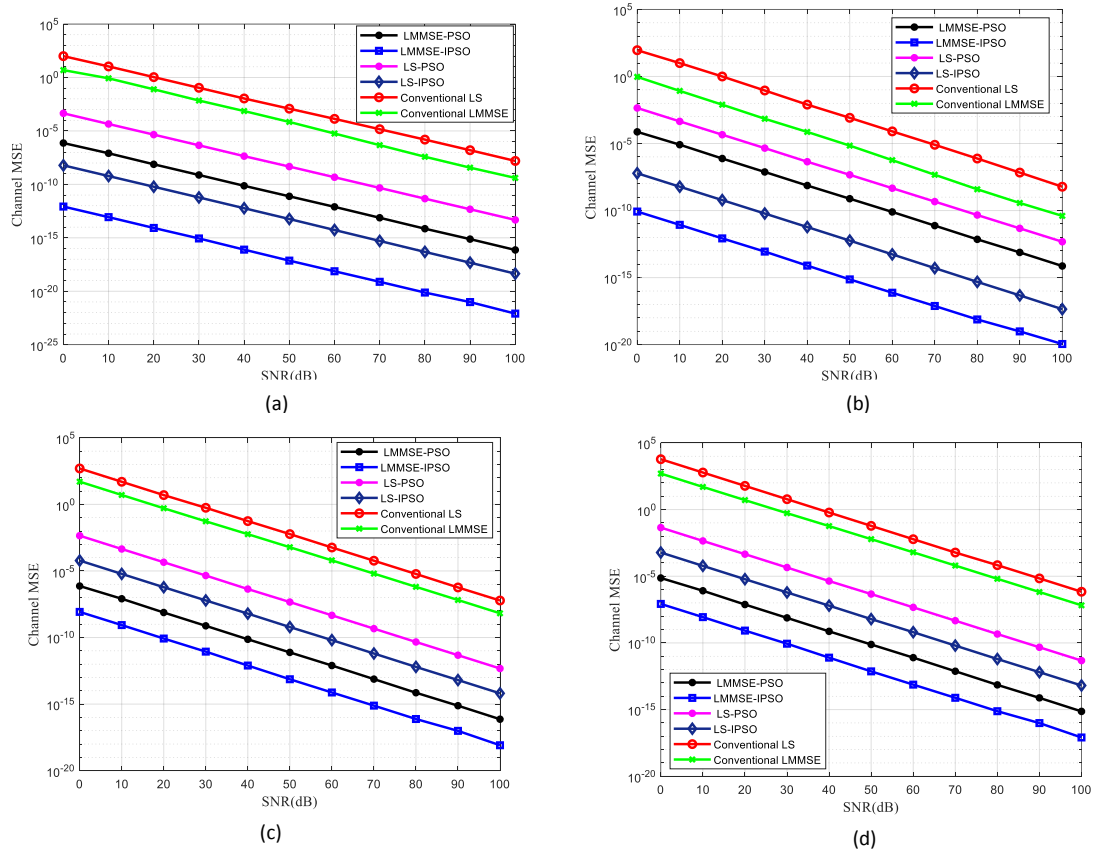 LMMSE-PSO
LMMSE-IPSO
LS-PSO
LS-IPSO
Conventional LS
Conventional LMMSE
10^5
10^0
10^-5
10^-10
10^-15
10^-20
10^-25
Channel MSE
0 10 20 30 40 50 60 70 80 90 100
SNR(dB)
(a)
LMMSE-PSO
LMMSE-IPSO
LS-PSO
LS-IPSO
Conventional LS
Conventional LMMSE
10^5
10^0
10^-5
10^-10
10^-15
10^-20
Channel MSE
0 10 20 30 40 50 60 70 80 90 100
SNR(dB)
(b)
LMMSE-PSO
LMMSE-IPSO
LS-PSO
LS-IPSO
Conventional LS
Conventional LMMSE
10^5
10^0
10^-5
10^-10
10^-15
10^-20
Channel MSE
0 10 20 30 40 50 60 70 80 90 100
SNR(dB)
(c)
10^5
10^0
10^-5
10^-10
10^-15
10^-20
Channel MSE
LMMSE-PSO
LMMSE-IPSO
LS-PSO
LS-IPSO
Conventional LS
Conventional LMMSE
0 10 20 30 40 50 60 70 80 90 100
SNR(dB)
(d)